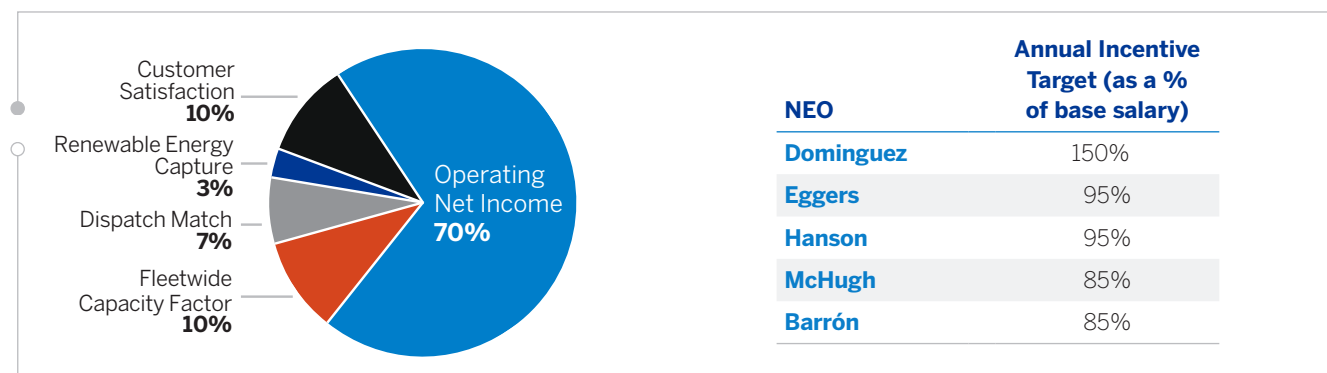 Customer
Satisfaction
10%
Renewable Energy
Capture
3%
Dispatch Match
7%
Fleetwide
Capacity Factor
10%
Operating
Net Income
70%
NEO
Annual Incentive
Target (as a %
of base salary)
Dominguez 150%
Eggers 95%
Hanson 95%
McHugh 85%
Barrón 85%